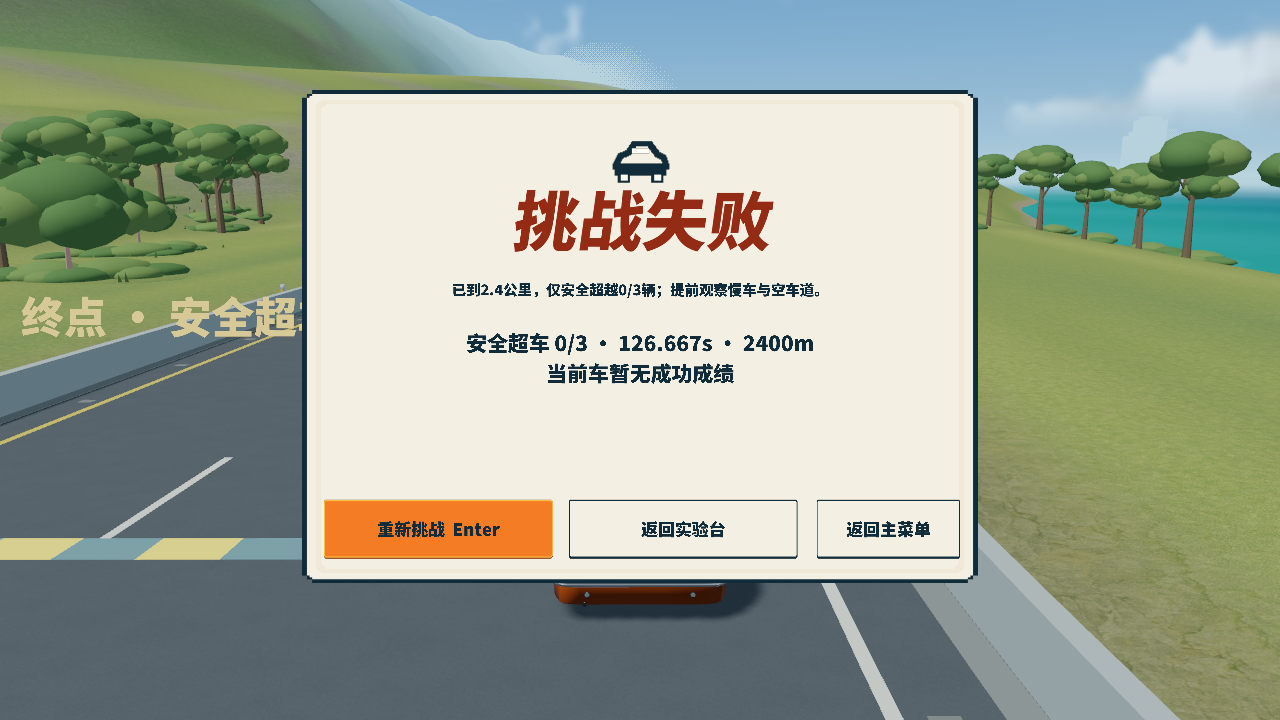 挑战失败
已到2.4公里，仅安全超越0/3辆；提前观察慢车与空车道。
终点 · 安全超
安全超车 0/3 · 126.667s · 2400m
当前车暂无成功成绩
重新挑战 Enter
返回实验台
返回主菜单